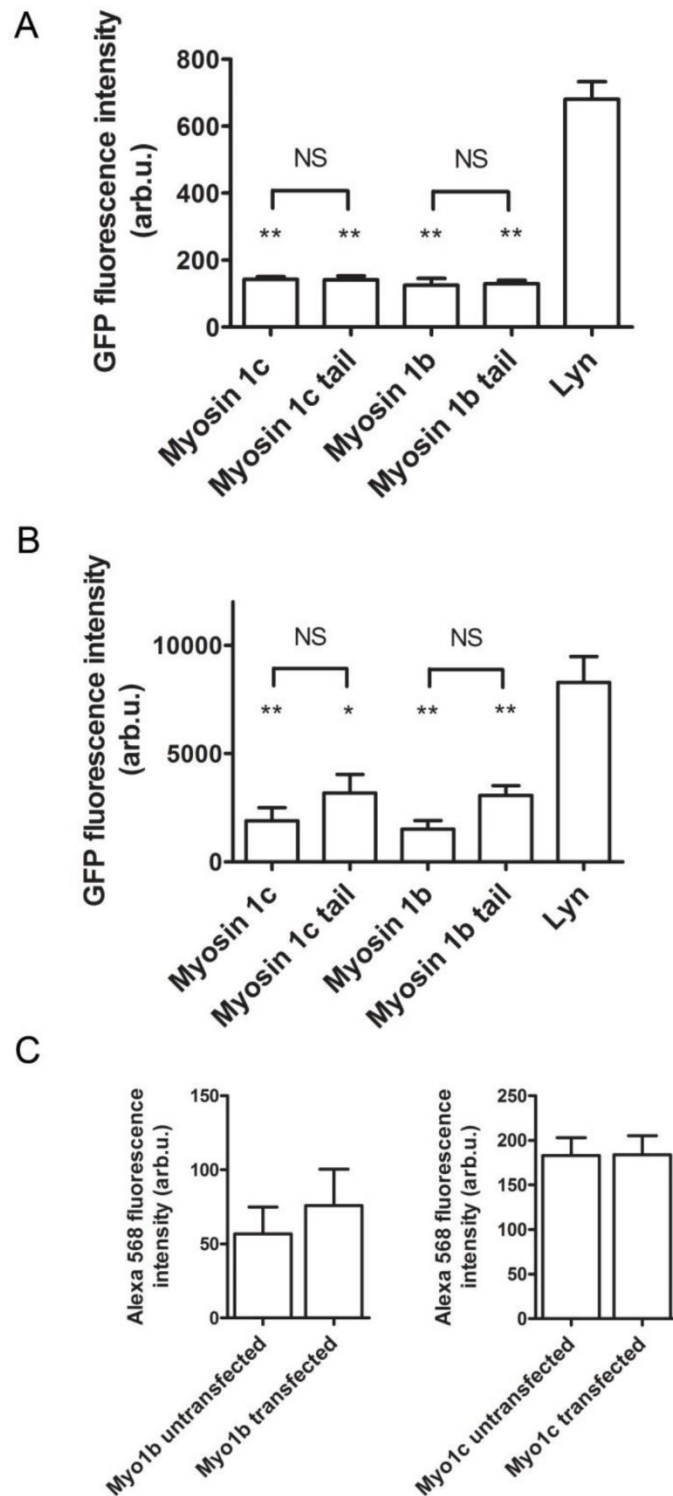 A
GFP fluorescence intensity
(arb.u.)
800
600
400
200
0
NS
NS
**
**
**
**
Myosin 1c
Myosin 1c tail
Myosin 1b
Myosin 1b tail
Lyn
B
GFP fluorescence intensity
(arb.u.)
10000
5000
0
NS
NS
**
*
**
**
Myosin 1c
Myosin 1c tail
Myosin 1b
Myosin 1b tail
Lyn
C
Alexa 568 fluorescence
intensity (arb.u.)
150
100
50
0
Myo1b untransfected
Myo1b transfected
Alexa 568 fluorescence
intensity (arb.u.)
250
200
150
100
50
0
Myo1c untransfected
Myo1c transfected